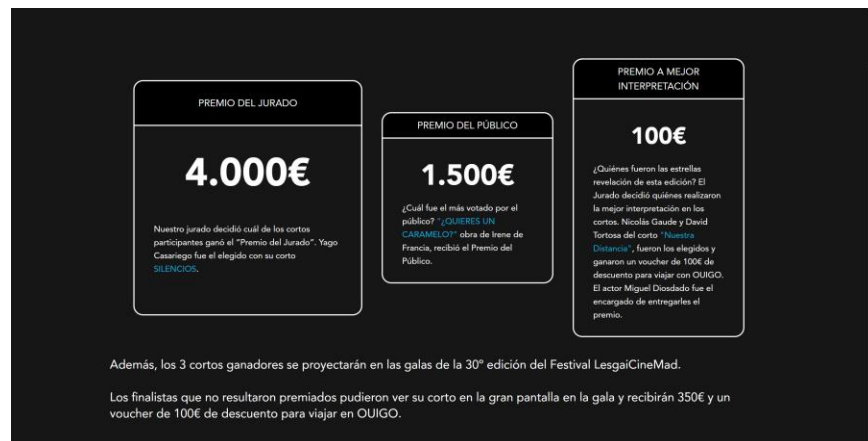 PREMIO DEL JURADO
4.000€
Nuestro jurado decidió cuál de los cortos
participantes ganó el "Premio del Jurado". Yago
Casariego fue el elegido con su corto
SILENCIOS.
PREMIO DEL PÚBLICO
1.500€
¿Cuál fue el más votado por el
público? "¿QUIERES UN
CARAMELO?" obra de Irene de
Francia, recibió el Premio del
Público.
PREMIO A MEJOR
INTERPRETACIÓN
100€
¿Quiénes fueron las estrellas
revelación de esta edición? El
Jurado decidió quiénes realizaron
la mejor interpretación en los
cortos. Nicolás Gaude y David
Tortosa del corto "Nuestra
Distancia", fueron los elegidos y
ganaron un voucher de 100€ de
descuento para viajar con OUIGO.
El actor Miguel Diosdado fue el
encargado de entregarles el
premio.
Además, los 3 cortos ganadores se proyectarán en las galas de la 30º edición del Festival LesgaiCineMad.
Los finalistas que no resultaron premiados pudieron ver su corto en la gran pantalla en la gala y recibirán 350€ y un
voucher de 100€ de descuento para viajar en OUIGO.